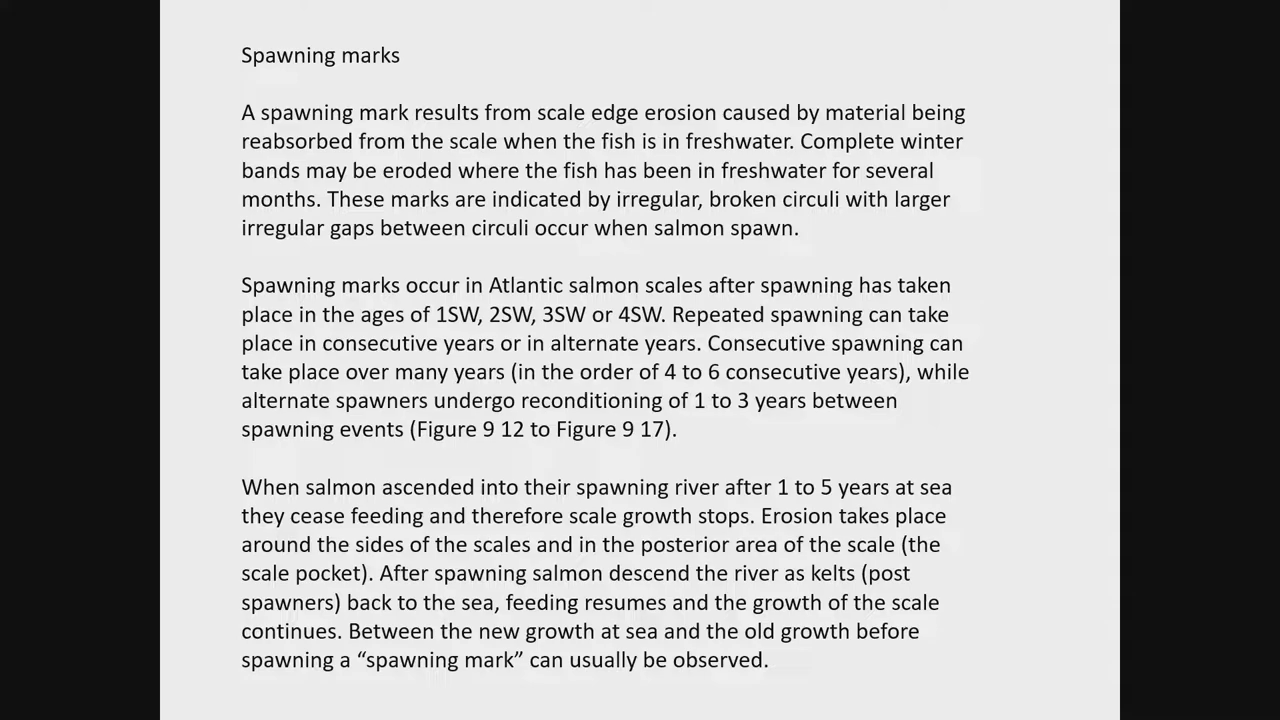 Spawning marks
A spawning mark results from scale edge erosion caused by material being
reabsorbed from the scale when the fish is in freshwater. Complete winter
bands may be eroded where the fish has been in freshwater for several
months. These marks are indicated by irregular, broken circuli with larger
irregular gaps between circuli occur when salmon spawn.
Spawning marks occur in Atlantic salmon scales after spawning has taken
place in the ages of 1SW, 2SW, 3SW or 4SW. Repeated spawning can take
place in consecutive years or in alternate years. Consecutive spawning can
take place over many years (in the order of 4 to 6 consecutive years), while
alternate spawners undergo reconditioning of 1 to 3 years between
spawning events (Figure 9 12 to Figure 9 17).
When salmon ascended into their spawning river after 1 to 5 years at sea
they cease feeding and therefore scale growth stops. Erosion takes place
around the sides of the scales and in the posterior area of the scale (the
scale pocket). After spawning salmon descend the river as kelts (post
spawners) back to the sea, feeding resumes and the growth of the scale
continues. Between the new growth at sea and the old growth before
spawning a “spawning mark” can usually be observed.